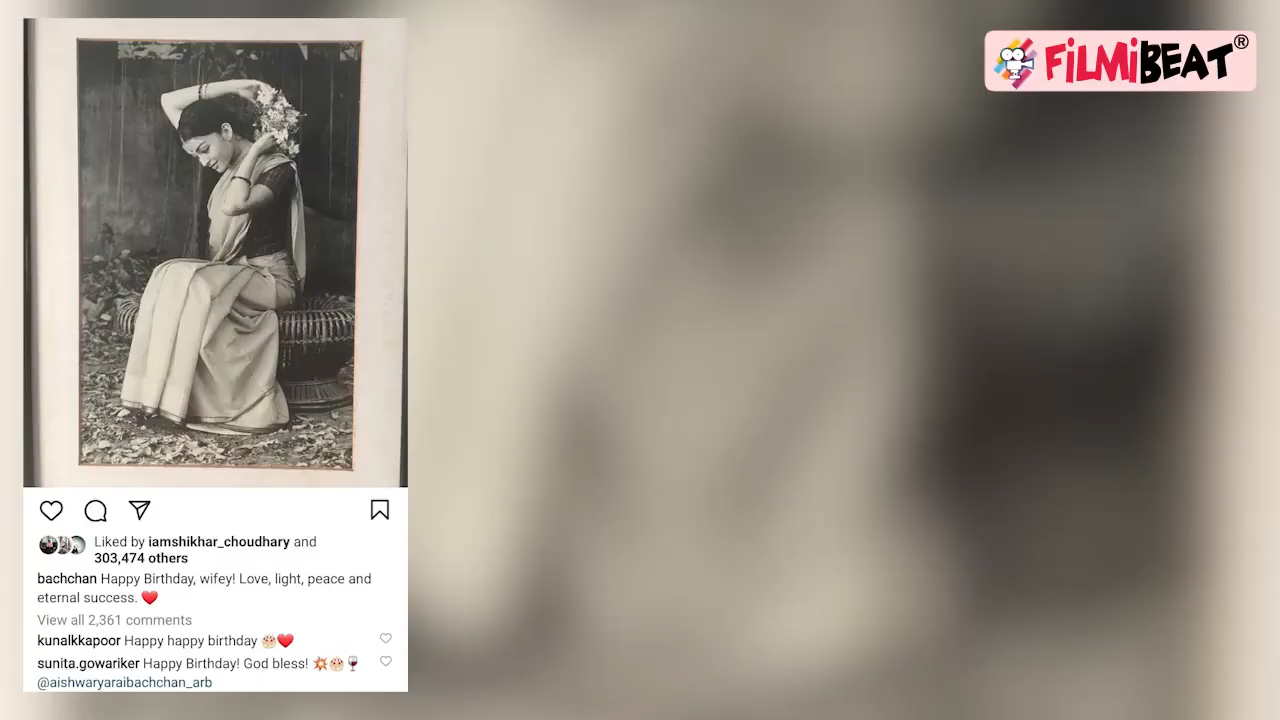 FiLMiBEAT®
Liked by iamshikhar_choudhary and
303,474 others
bachchan Happy Birthday, wifey! Love, light, peace and
eternal success. ❤️
View all 2,361 comments
kunalkkapoor Happy happy birthday 🎂❤️
sunita.gowariker Happy Birthday! God bless! 💥🎂🍷
@aishwaryaraibachchan_arb